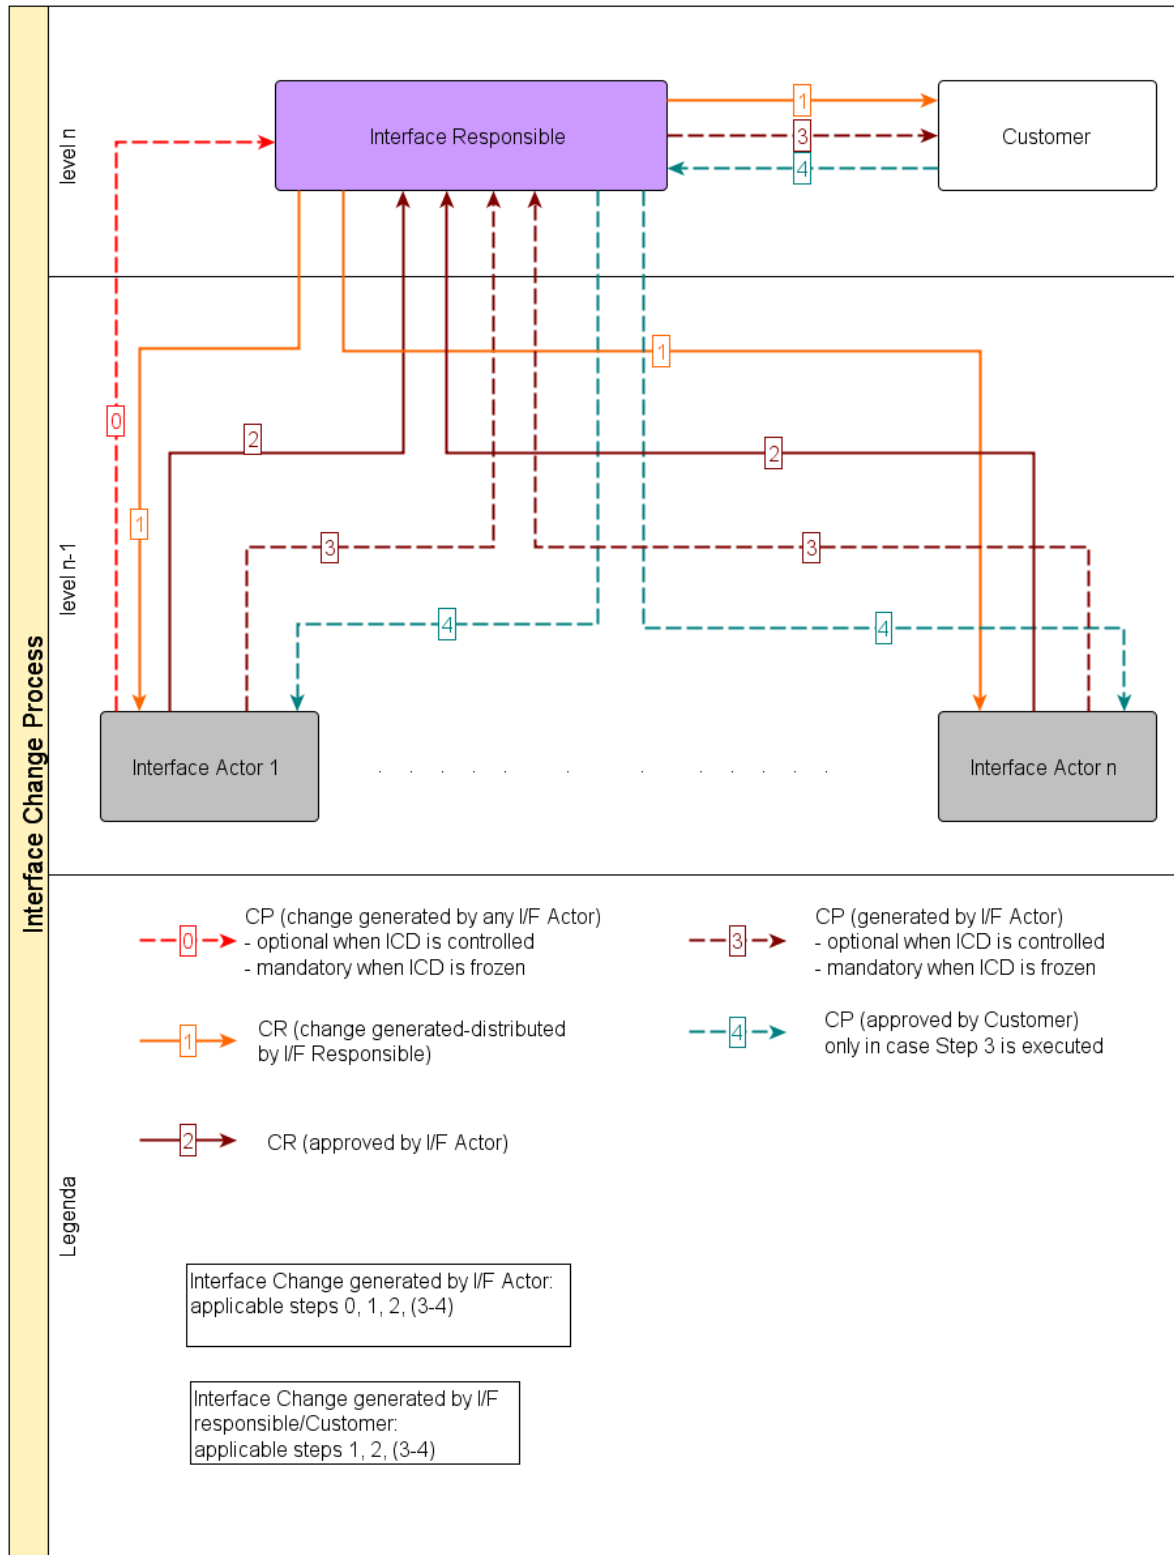 Interface Change Process
level n
Interface Responsible
1
3
4
Customer
level n-1
0
1
1
2
2
3
3
4
4
Interface Actor 1
. . . . . . . . . . . .
Interface Actor n
Legenda
0
CP (change generated by any I/F Actor)
- optional when ICD is controlled
- mandatory when ICD is frozen
3
CP (generated by I/F Actor)
- optional when ICD is controlled
- mandatory when ICD is frozen
1
CR (change generated-distributed
by I/F Responsible)
4
CP (approved by Customer)
only in case Step 3 is executed
2
CR (approved by I/F Actor)
Interface Change generated by I/F Actor:
applicable steps 0, 1, 2, (3-4)
Interface Change generated by I/F
responsible/Customer:
applicable steps 1, 2, (3-4)